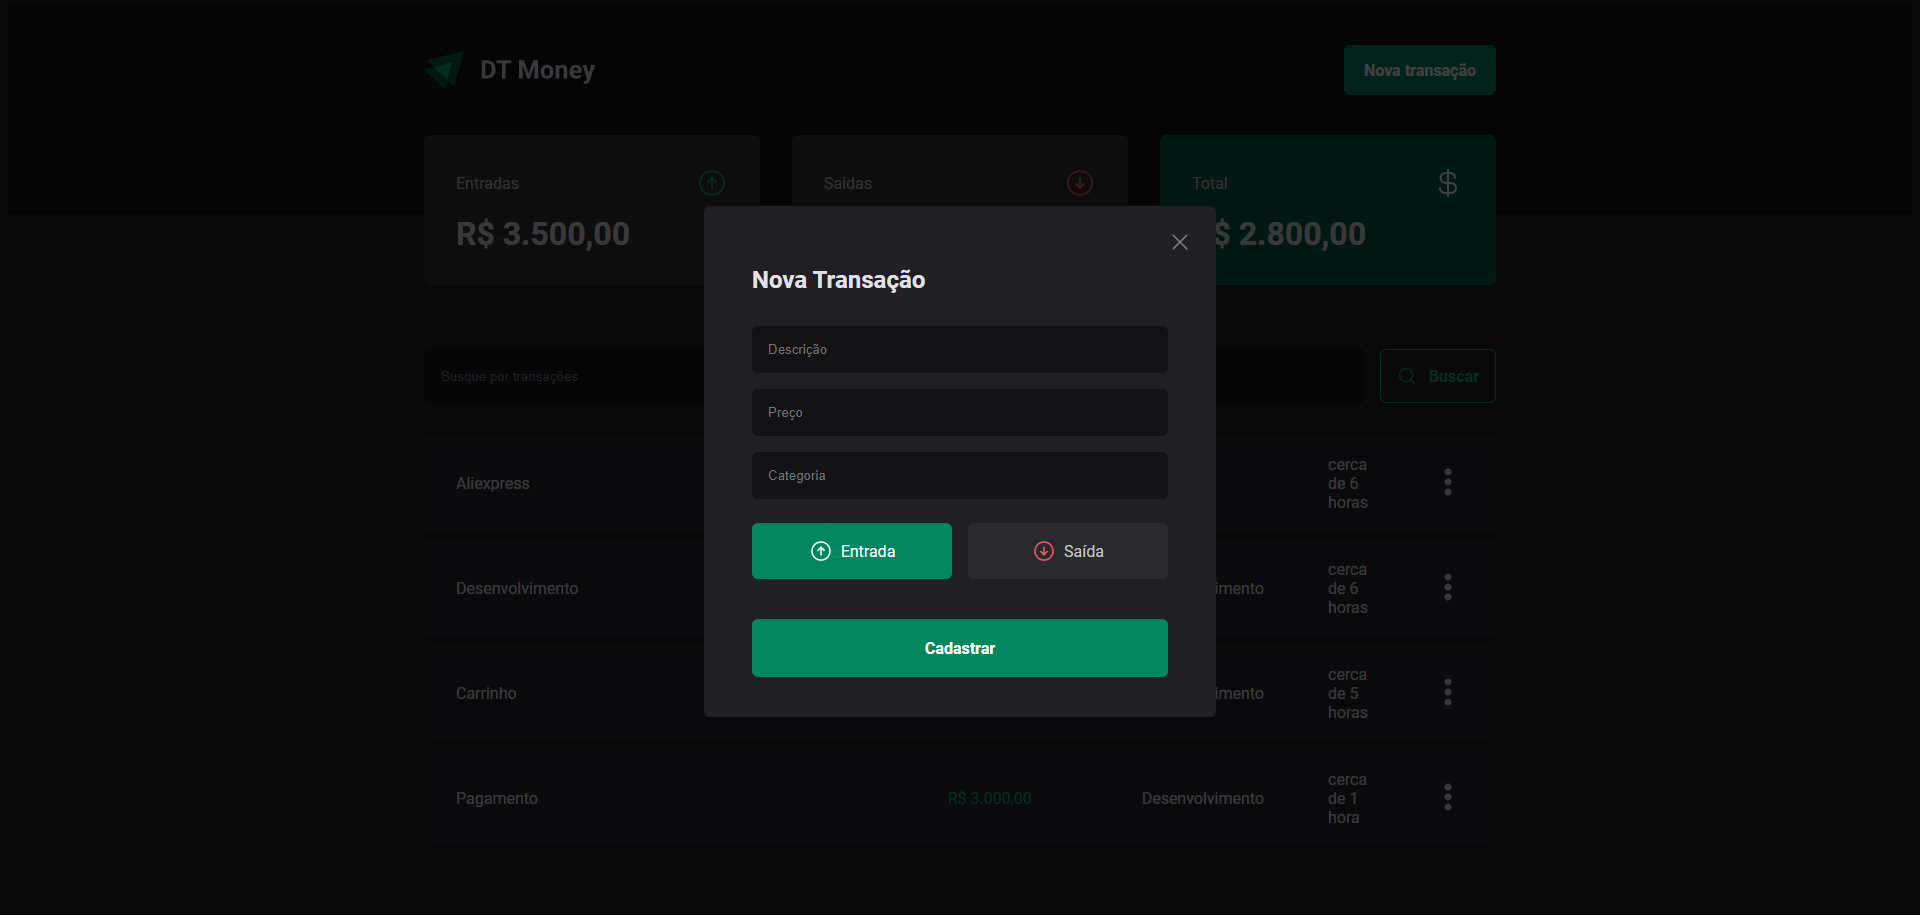 DT Money
Nova transação
Entradas
Saidas
Total
R$ 3.500,00
$ 2.800,00
Nova Transação
Descrição
Preço
Categoria
Entrada
Saída
Cadastrar
Busque por transações
Buscar
Aliexpress
cerca
de 6
horas
Desenvolvimento
imento
cerca
de 6
horas
Carrinho
imento
cerca
de 5
horas
Pagamento
R$ 3.000,00
Desenvolvimento
cerca
de 1
hora